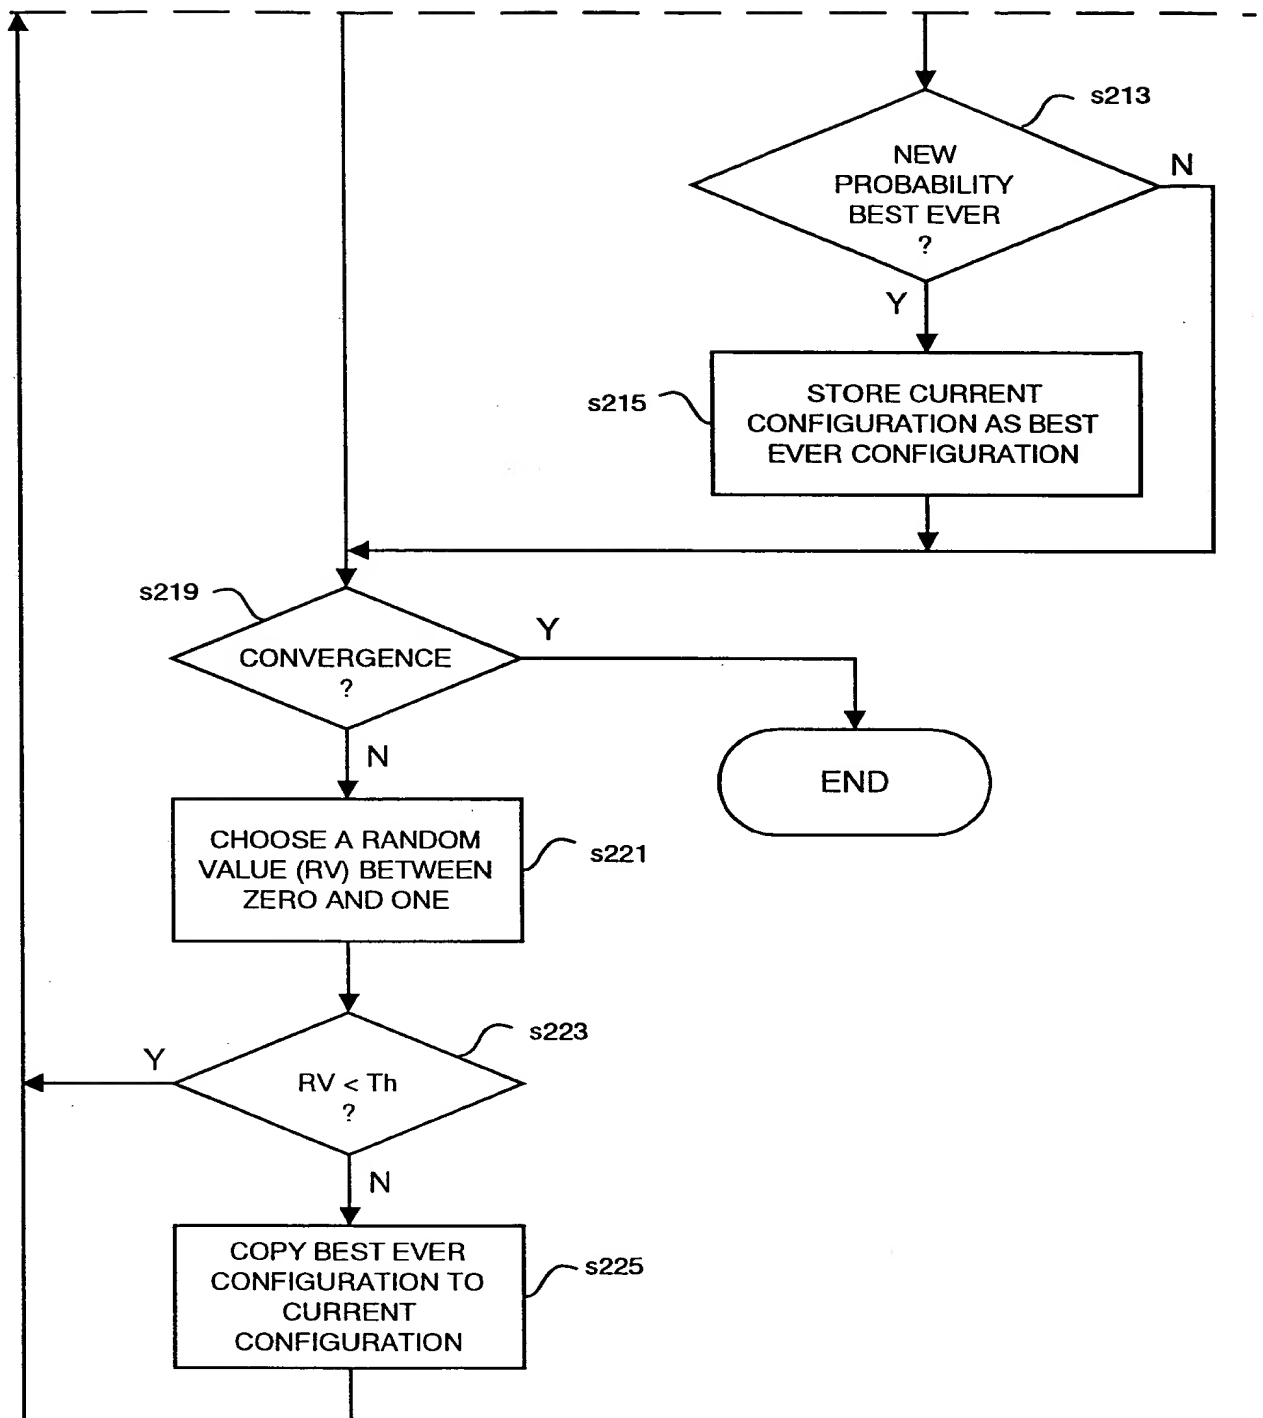 s213
NEW
PROBABILITY
BEST EVER
?
N
Y
s215
STORE CURRENT
CONFIGURATION AS BEST
EVER CONFIGURATION
s219
CONVERGENCE
?
Y
N
END
CHOOSE A RANDOM
VALUE (RV) BETWEEN
ZERO AND ONE
s221
s223
Y
RV < Th
?
N
COPY BEST EVER
CONFIGURATION TO
CURRENT
CONFIGURATION
s225